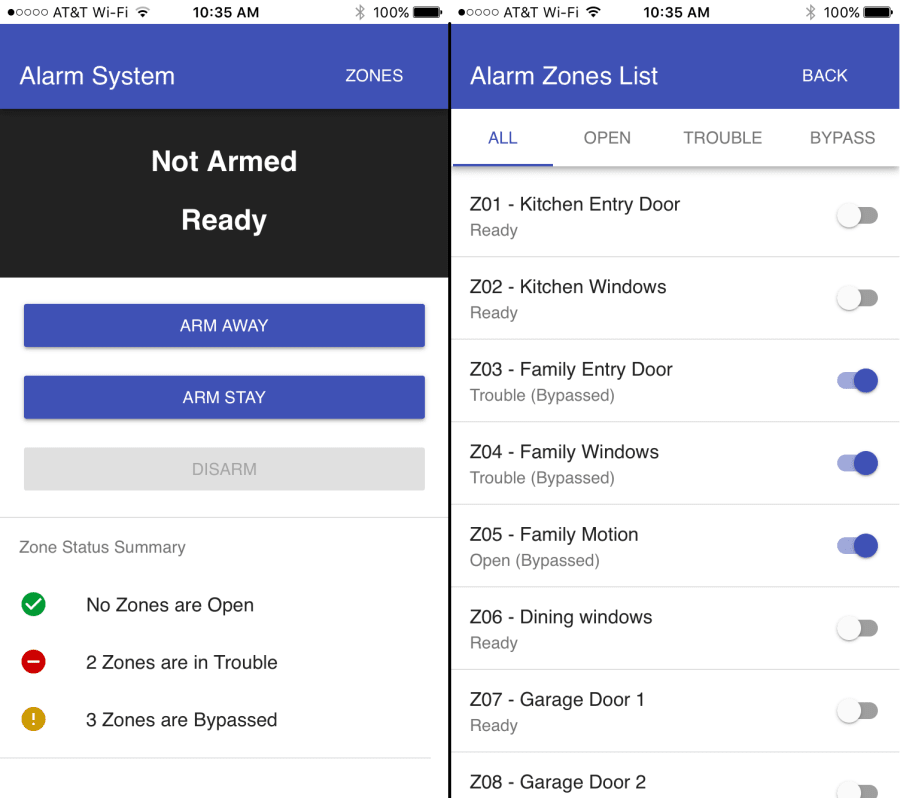 AT&T Wi-Fi 10:35 AM 100%
Alarm System ZONES
Not Armed
Ready
ARM AWAY
ARM STAY
DISARM
Zone Status Summary
No Zones are Open
2 Zones are in Trouble
3 Zones are Bypassed
AT&T Wi-Fi 10:35 AM 100%
Alarm Zones List BACK
ALL OPEN TROUBLE BYPASS
Z01 - Kitchen Entry Door
Ready
Z02 - Kitchen Windows
Ready
Z03 - Family Entry Door
Trouble (Bypassed)
Z04 - Family Windows
Trouble (Bypassed)
Z05 - Family Motion
Open (Bypassed)
Z06 - Dining windows
Ready
Z07 - Garage Door 1
Ready
Z08 - Garage Door 2